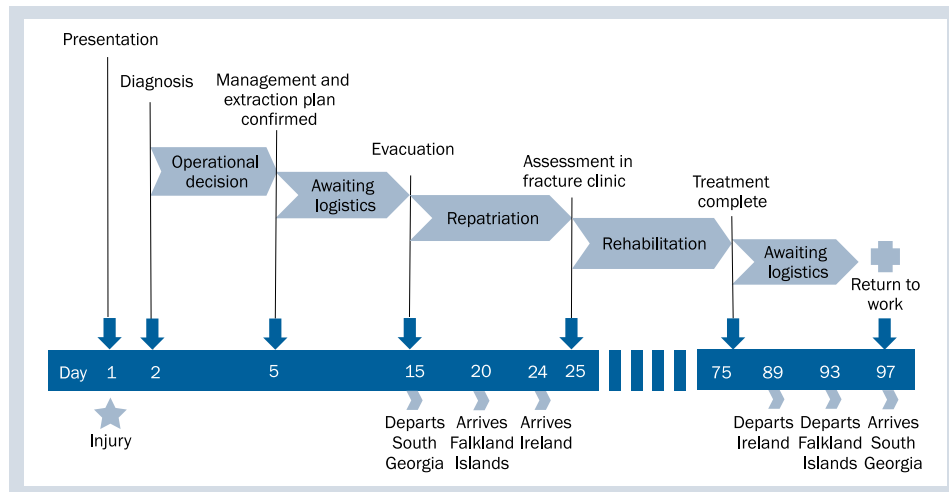 Presentation
Diagnosis
Management and
extraction plan
confirmed
Evacuation
Assessment in
fracture clinic
Treatment
complete
Operational
decision
Awaiting
logistics
Repatriation
Rehabilitation
Awaiting
logistics
Return to
work
Day 1 2 5 15 20 24 25 75 89 93 97
Injury
Departs
South
Georgia
Arrives
Falkland
Islands
Arrives
Ireland
Departs
Ireland
Departs
Falkland
Islands
Arrives
South
Georgia